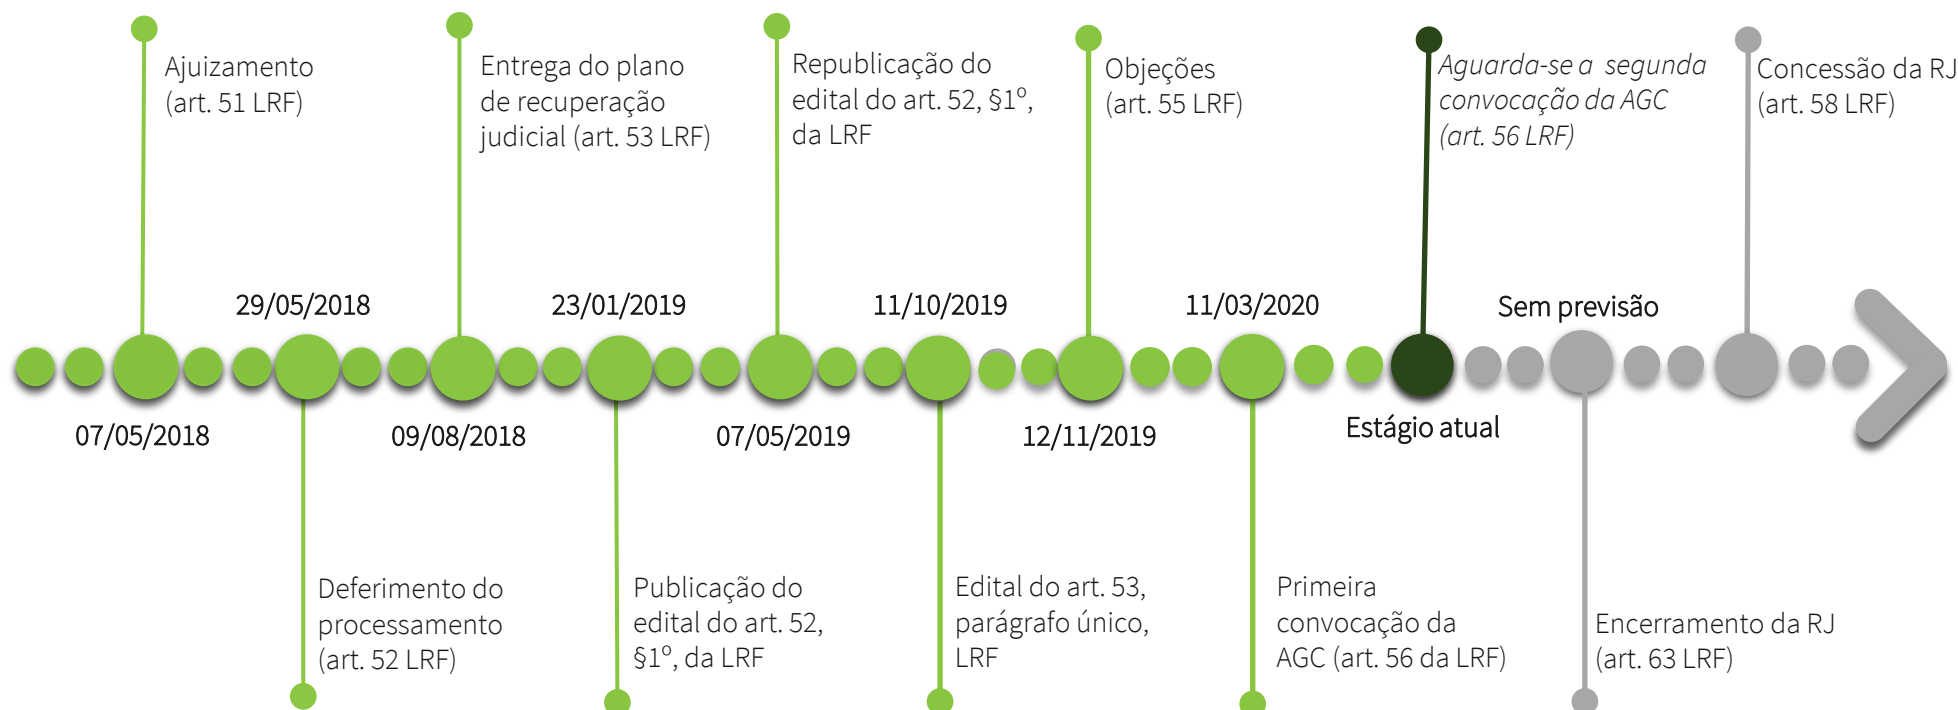 Ajuizamento
(art. 51 LRF)
Entrega do plano
de recuperação
judicial (art. 53 LRF)
Republicação do
edital do art. 52, §1º,
da LRF
Objeções
(art. 55 LRF)
Aguarda-se a segunda
convocação da AGC
(art. 56 LRF)
Concessão da RJ
(art. 58 LRF)
29/05/2018
23/01/2019
11/10/2019
11/03/2020
Sem previsão
07/05/2018
09/08/2018
07/05/2019
12/11/2019
Estágio atual
Deferimento do
processamento
(art. 52 LRF)
Publicação do
edital do art. 52,
§1º, da LRF
Edital do art. 53,
parágrafo único,
LRF
Primeira
convocação da
AGC (art. 56 da LRF)
Encerramento da RJ
(art. 63 LRF)